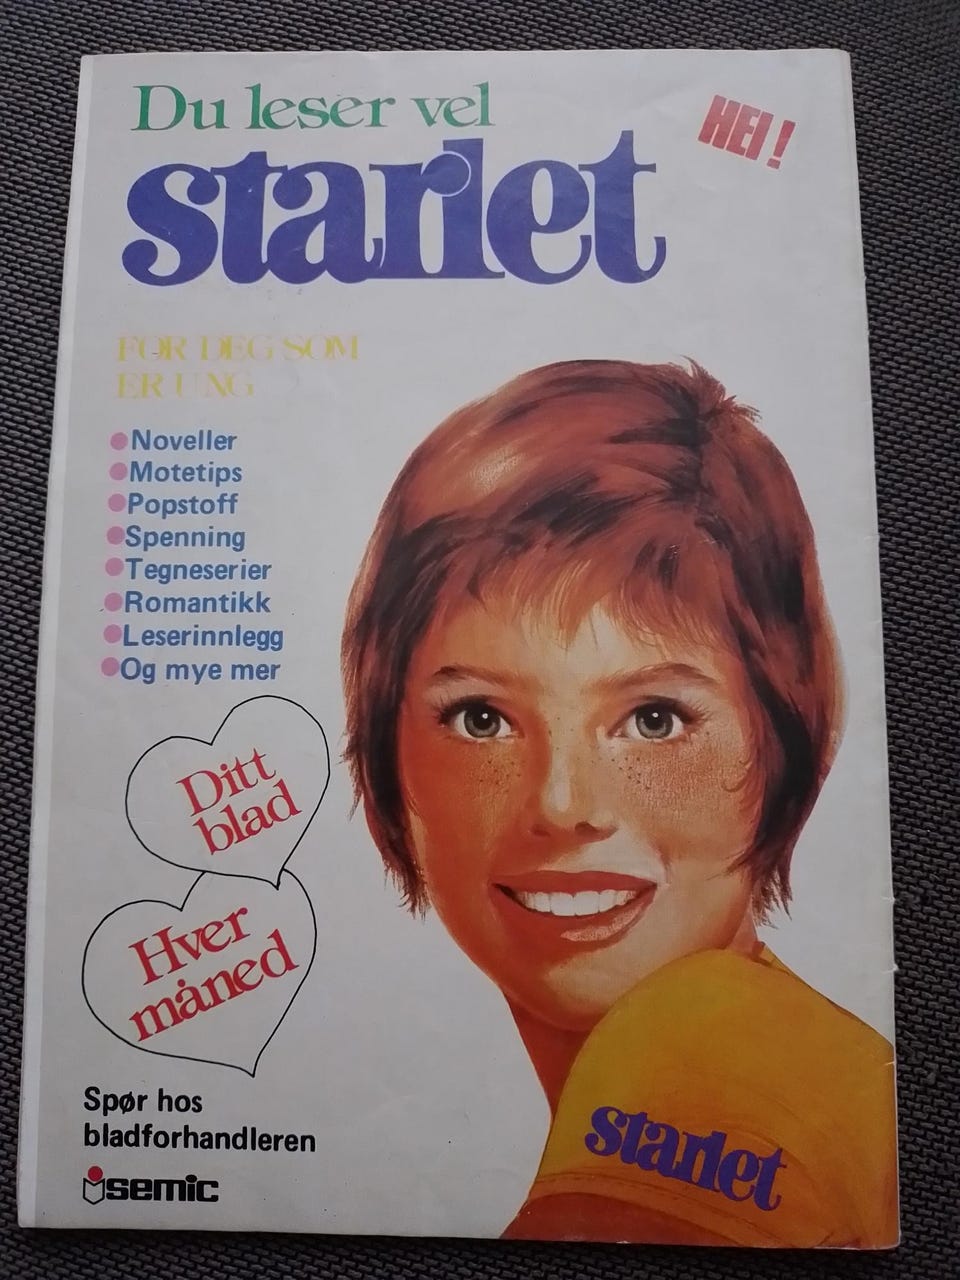 Du leser vel
HEI!
starlet
FOR DEG SOM
ER UNG
Noveller
Motetips
Popstoff
Spenning
Tegneserier
Romantikk
Leserinnlegg
Og mye mer
Ditt
blad
Hver
måned
Spør hos
bladforhandleren
semic
starlet